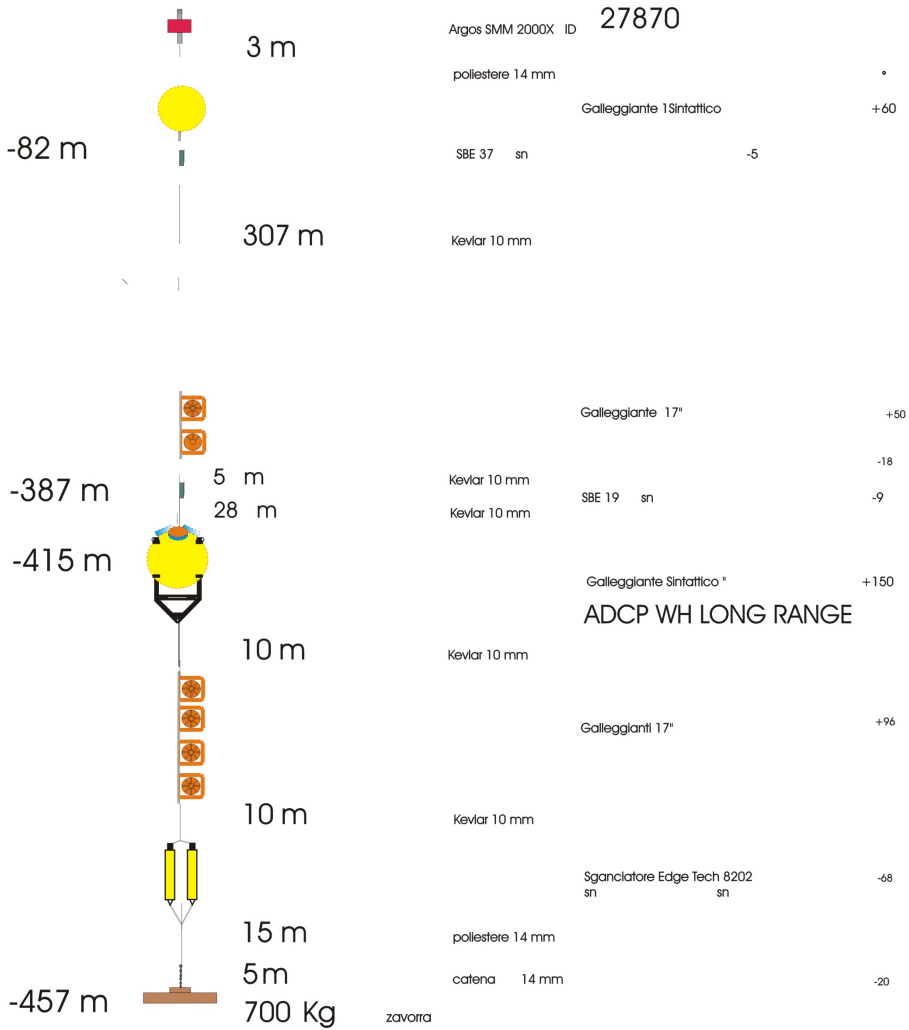 Argos SMM 2000X ID 27870
3 m
poliestere 14 mm
Galleggiante 1Sintattico +60
-82 m
SBE 37 sn -5
307 m
Kevlar 10 mm
Galleggiante 17" +50
-18
5 m
Kevlar 10 mm
-387 m
SBE 19 sn -9
28 m
Kevlar 10 mm
-415 m
Galleggiante Sintattico " +150
ADCP WH LONG RANGE
10 m
Kevlar 10 mm
Galleggianti 17" +96
10 m
Kevlar 10 mm
Sganciatore Edge Tech 8202 -68
sn sn
15 m
poliestere 14 mm
5m
catena 14 mm -20
-457 m
700 Kg
zavorra